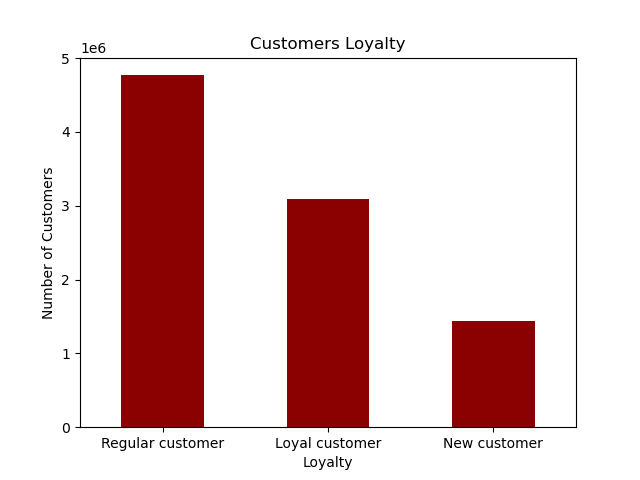 Customers Loyalty
1e6
5
4
3
2
1
0
Number of Customers
Regular customer
Loyal customer
New customer
Loyalty